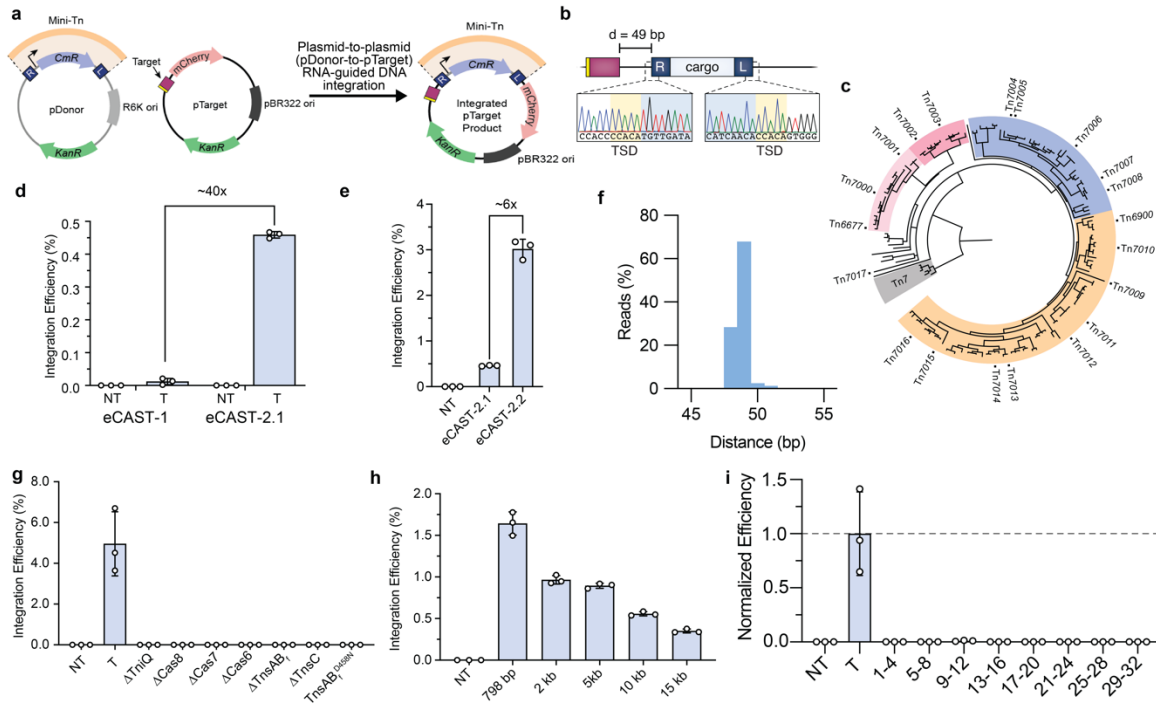 a
Mini-Tn
CmR
R
L
pDonor
R6K ori
Target
mCherry
pTarget
pBR322 ori
KanR
Plasmid-to-plasmid
(pDonor-to-pTarget)
RNA-guided DNA
integration
Mini-Tn
CmR
R
L
mCherry
Integrated
pTarget
Product
KanR
pBR322 ori
b
d = 49 bp
R
cargo
L
CCACCCCACATGTTGATA
CATCAACACCACAGTGGG
TSD
TSD
c
Tn6677
Tn7000
Tn7001
Tn7002
Tn7003
Tn7004
Tn7005
Tn7006
Tn7007
Tn7008
Tn6900
Tn7010
Tn7009
Tn7011
Tn7012
Tn7013
Tn7014
Tn7015
Tn7016
Tn7017
Tn7
d
~40x
Integration Efficiency (%)
0.5
0.4
0.3
0.2
0.1
0.0
NT
T
NT
T
eCAST-1
eCAST-2.1
e
~6x
Integration Efficiency (%)
4
3
2
1
0
NT
eCAST-2.1
eCAST-2.2
f
Reads (%)
80
60
40
20
0
45
50
55
Distance (bp)
g
Integration Efficiency (%)
8.0
6.0
4.0
2.0
0.0
NT
T
ΔTniQ
ΔCas8
ΔCas7
ΔCas6
ΔTnsABf
ΔTnsC
TnsABfD458N
h
Integration Efficiency (%)
2.0
1.5
1.0
0.5
0.0
NT
798 bp
2 kb
5kb
10 kb
15 kb
i
Normalized Efficiency
1.5
1.0
0.5
0.0
NT
T
1-4
5-8
9-12
13-16
17-20
21-24
25-28
29-32